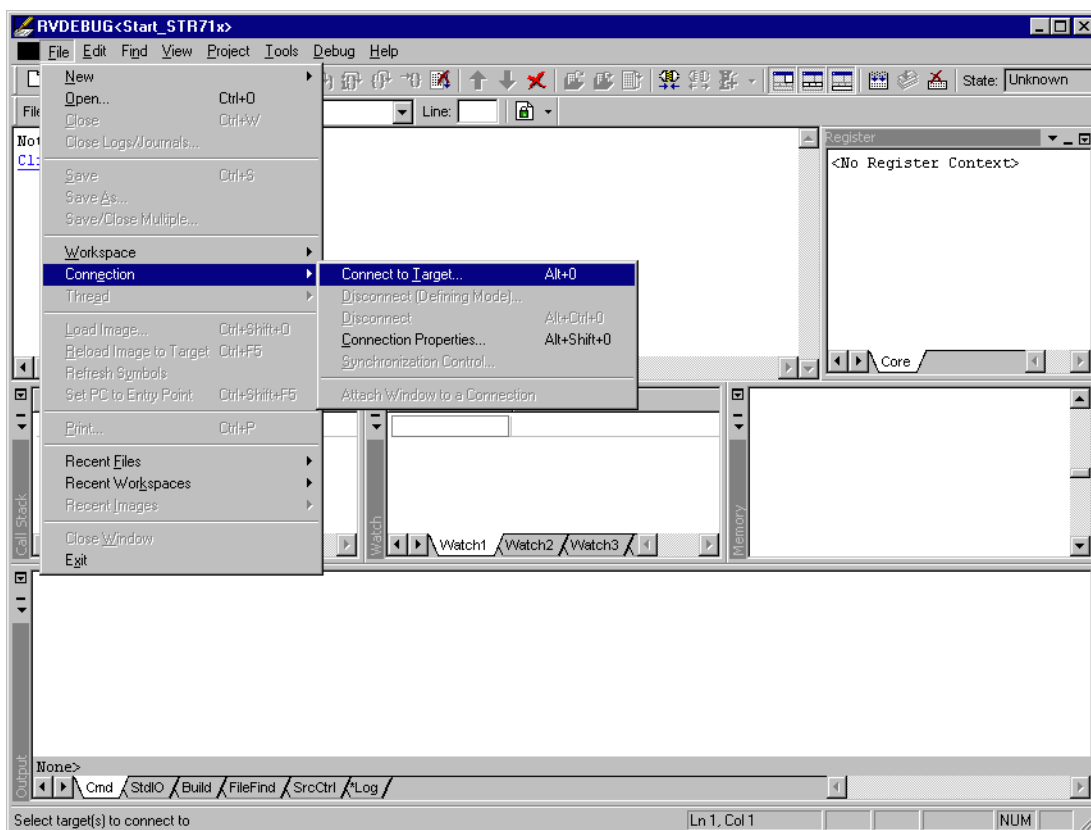 RVDEBUG<Start_STR71x>
File Edit Find View Project Tools Debug Help
State: Unknown
File
Line:
New
Open... Ctrl+O
Close Ctrl+W
Close Logs/Journals...
Save Ctrl+S
Save As...
Save/Close Multiple...
Workspace
Connection
Thread
Load Image... Ctrl+Shift+O
Reload Image to Target Ctrl+F5
Refresh Symbols
Set PC to Entry Point Ctrl+Shift+F5
Print... Ctrl+P
Recent Files
Recent Workspaces
Recent Images
Close Window
Exit
Connect to Target... Alt+0
Disconnect (Defining Mode)...
Disconnect Alt+Ctrl+0
Connection Properties... Alt+Shift+0
Synchronization Control...
Attach Window to a Connection
Register
<No Register Context>
Core
Call Stack
Watch
Watch1 Watch2 Watch3
Memory
Output
None>
Cmd StdIO Build FileFind SrcCtrl *Log
Select target(s) to connect to
Ln 1, Col 1
NUM